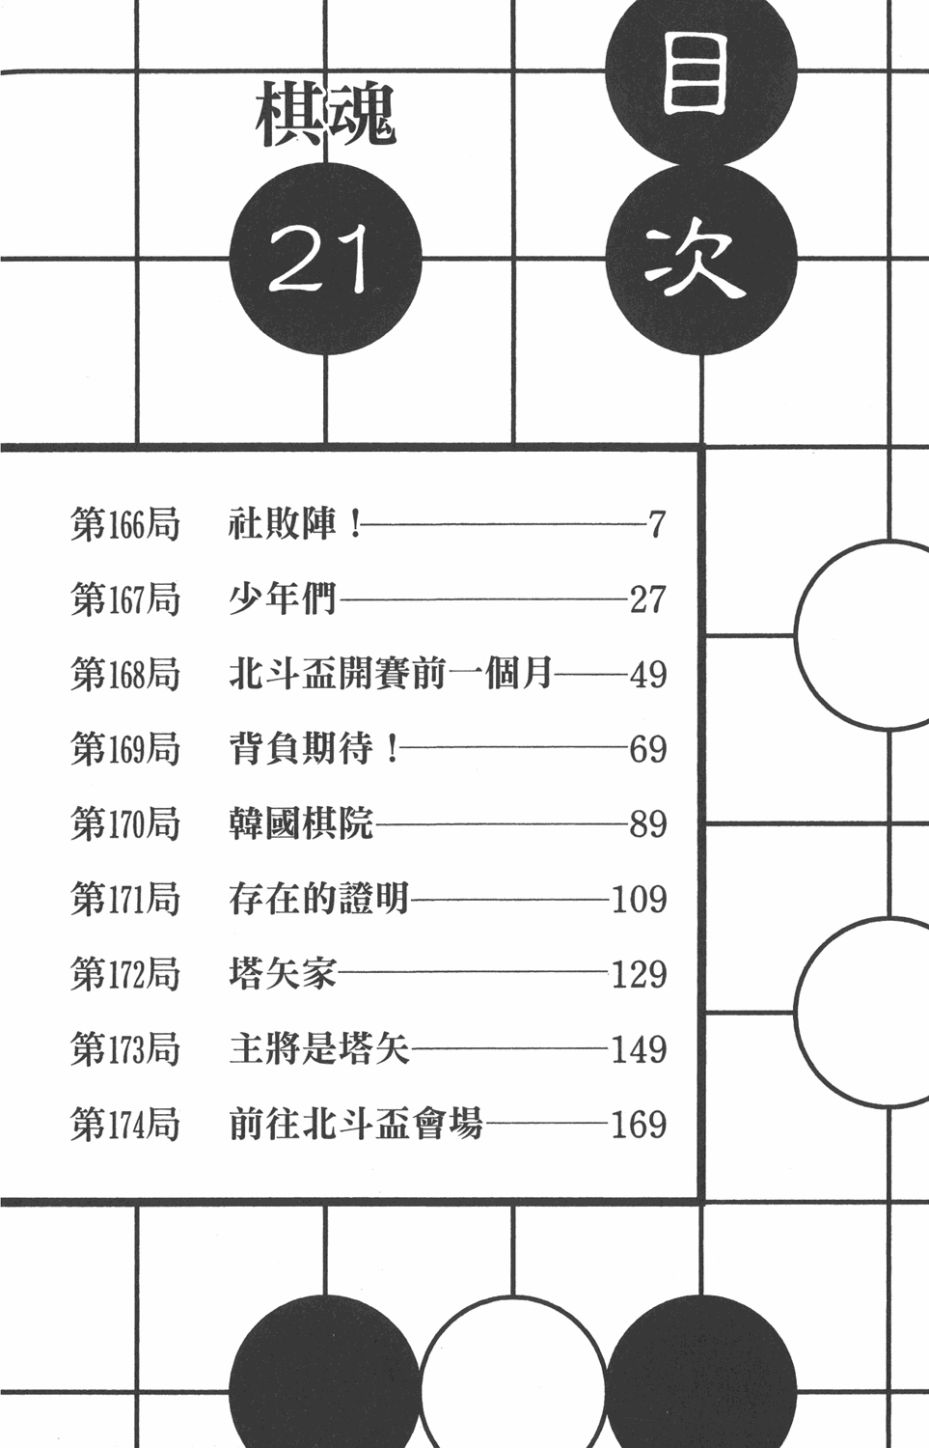 目次
棋魂
21
第166局 社敗陣！ 7
第167局 少年們 27
第168局 北斗盃開賽前一個月 49
第169局 背負期待！ 69
第170局 韓國棋院 89
第171局 存在的證明 109
第172局 塔矢家 129
第173局 主將是塔矢 149
第174局 前往北斗盃會場 169